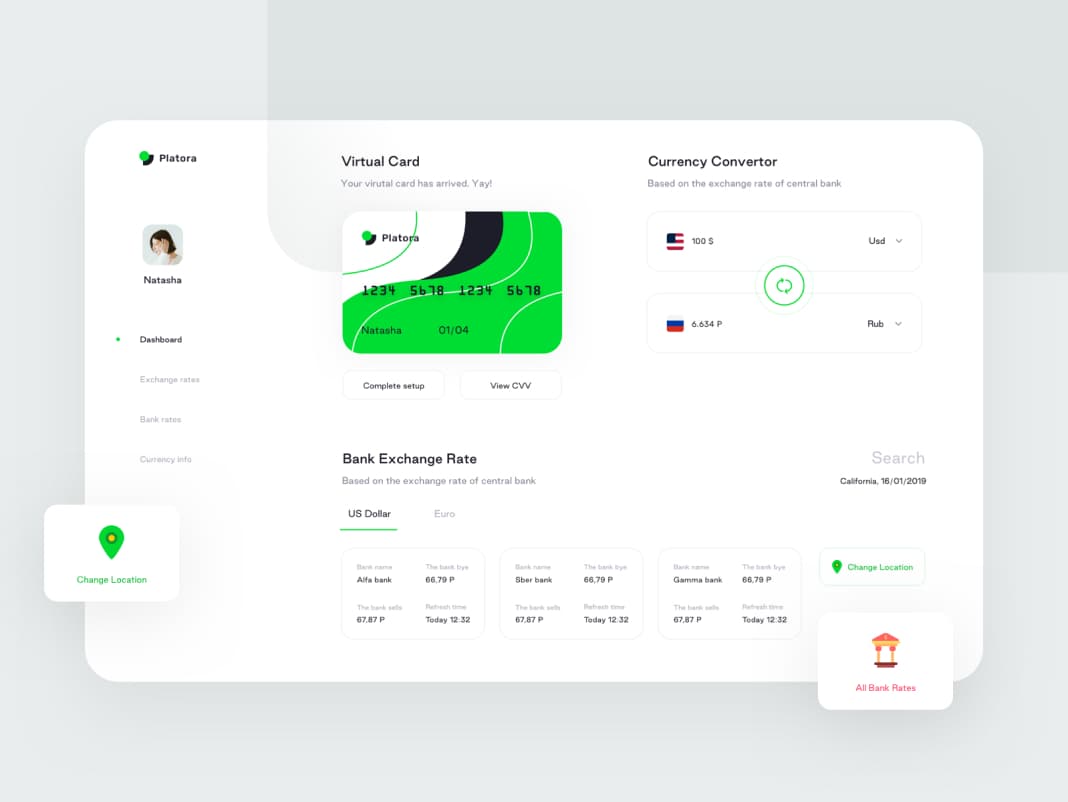 Platora
Natasha
Dashboard
Exchange rates
Bank rates
Currency info
Change Location
Virtual Card
Your virutal card has arrived. Yay!
Platora
1234 5678 1234 5678
Natasha 01/04
Complete setup View CVV
Currency Convertor
Based on the exchange rate of central bank
100 $ Usd
6.634 P Rub
Bank Exchange Rate
Based on the exchange rate of central bank
Search
California, 16/01/2019
US Dollar Euro
Bank name The bank bye
Alfa bank 66,79 P
The bank sells Refresh time
67,87 P Today 12:32
Bank name The bank bye
Sber bank 66,79 P
The bank sells Refresh time
67,87 P Today 12:32
Bank name The bank bye
Gamma bank 66,79 P
The bank sells Refresh time
67,87 P Today 12:32
Change Location
All Bank Rates